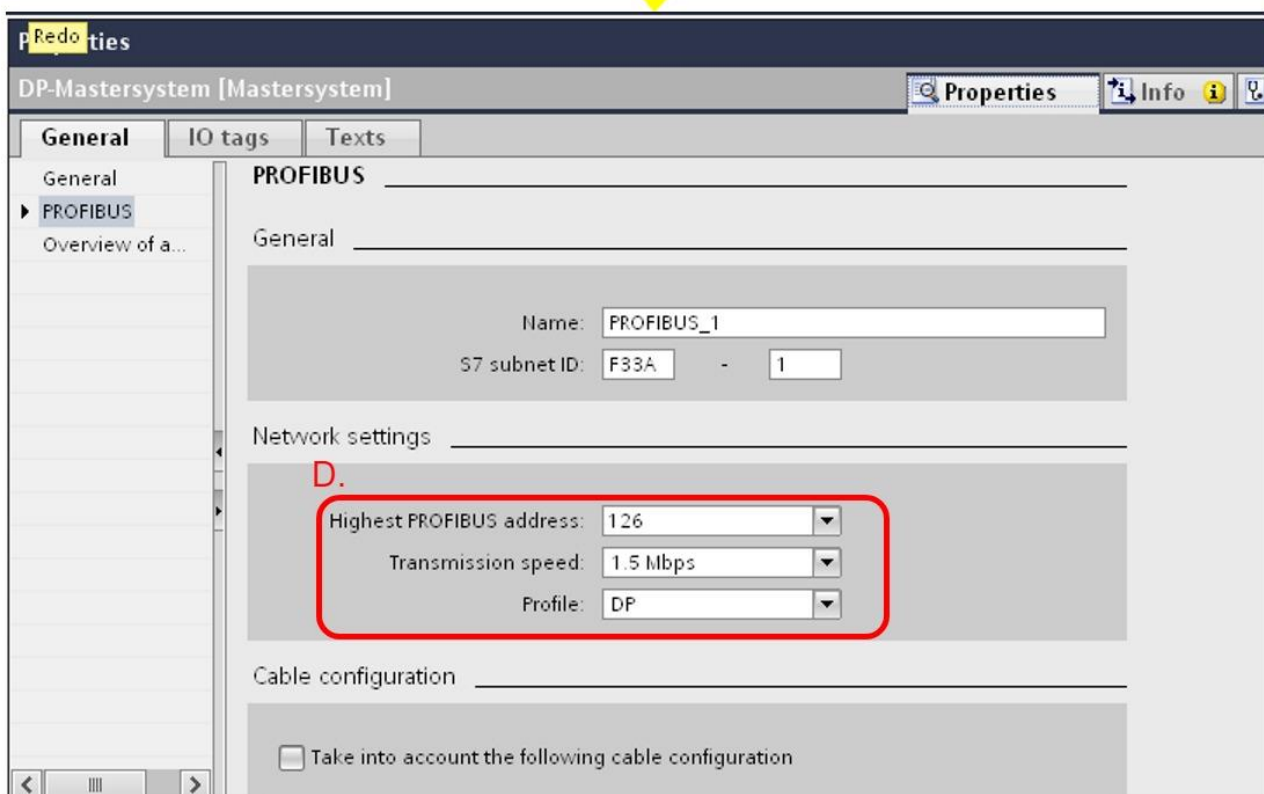 Properties
Redo
DP-Mastersystem [Mastersystem]
Properties
Info
General
IO tags
Texts
General
PROFIBUS
Overview of a...
PROFIBUS
General
Name: PROFIBUS_1
S7 subnet ID: F33A - 1
Network settings
D.
Highest PROFIBUS address: 126
Transmission speed: 1.5 Mbps
Profile: DP
Cable configuration
Take into account the following cable configuration